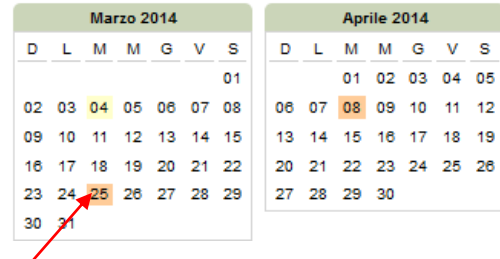 Marzo 2014
D L M M G V S
01
02 03 04 05 06 07 08
09 10 11 12 13 14 15
16 17 18 19 20 21 22
23 24 25 26 27 28 29
30 31
Aprile 2014
D L M M G V S
01 02 03 04 05
06 07 08 09 10 11 12
13 14 15 16 17 18 19
20 21 22 23 24 25 26
27 28 29 30